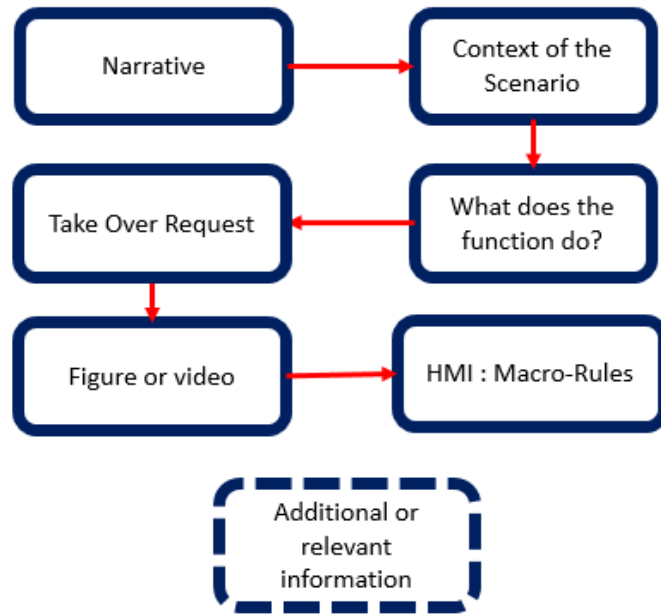 Narrative
Context of the
Scenario
Take Over Request
What does the
function do?
Figure or video
HMI : Macro-Rules
Additional or
relevant
information